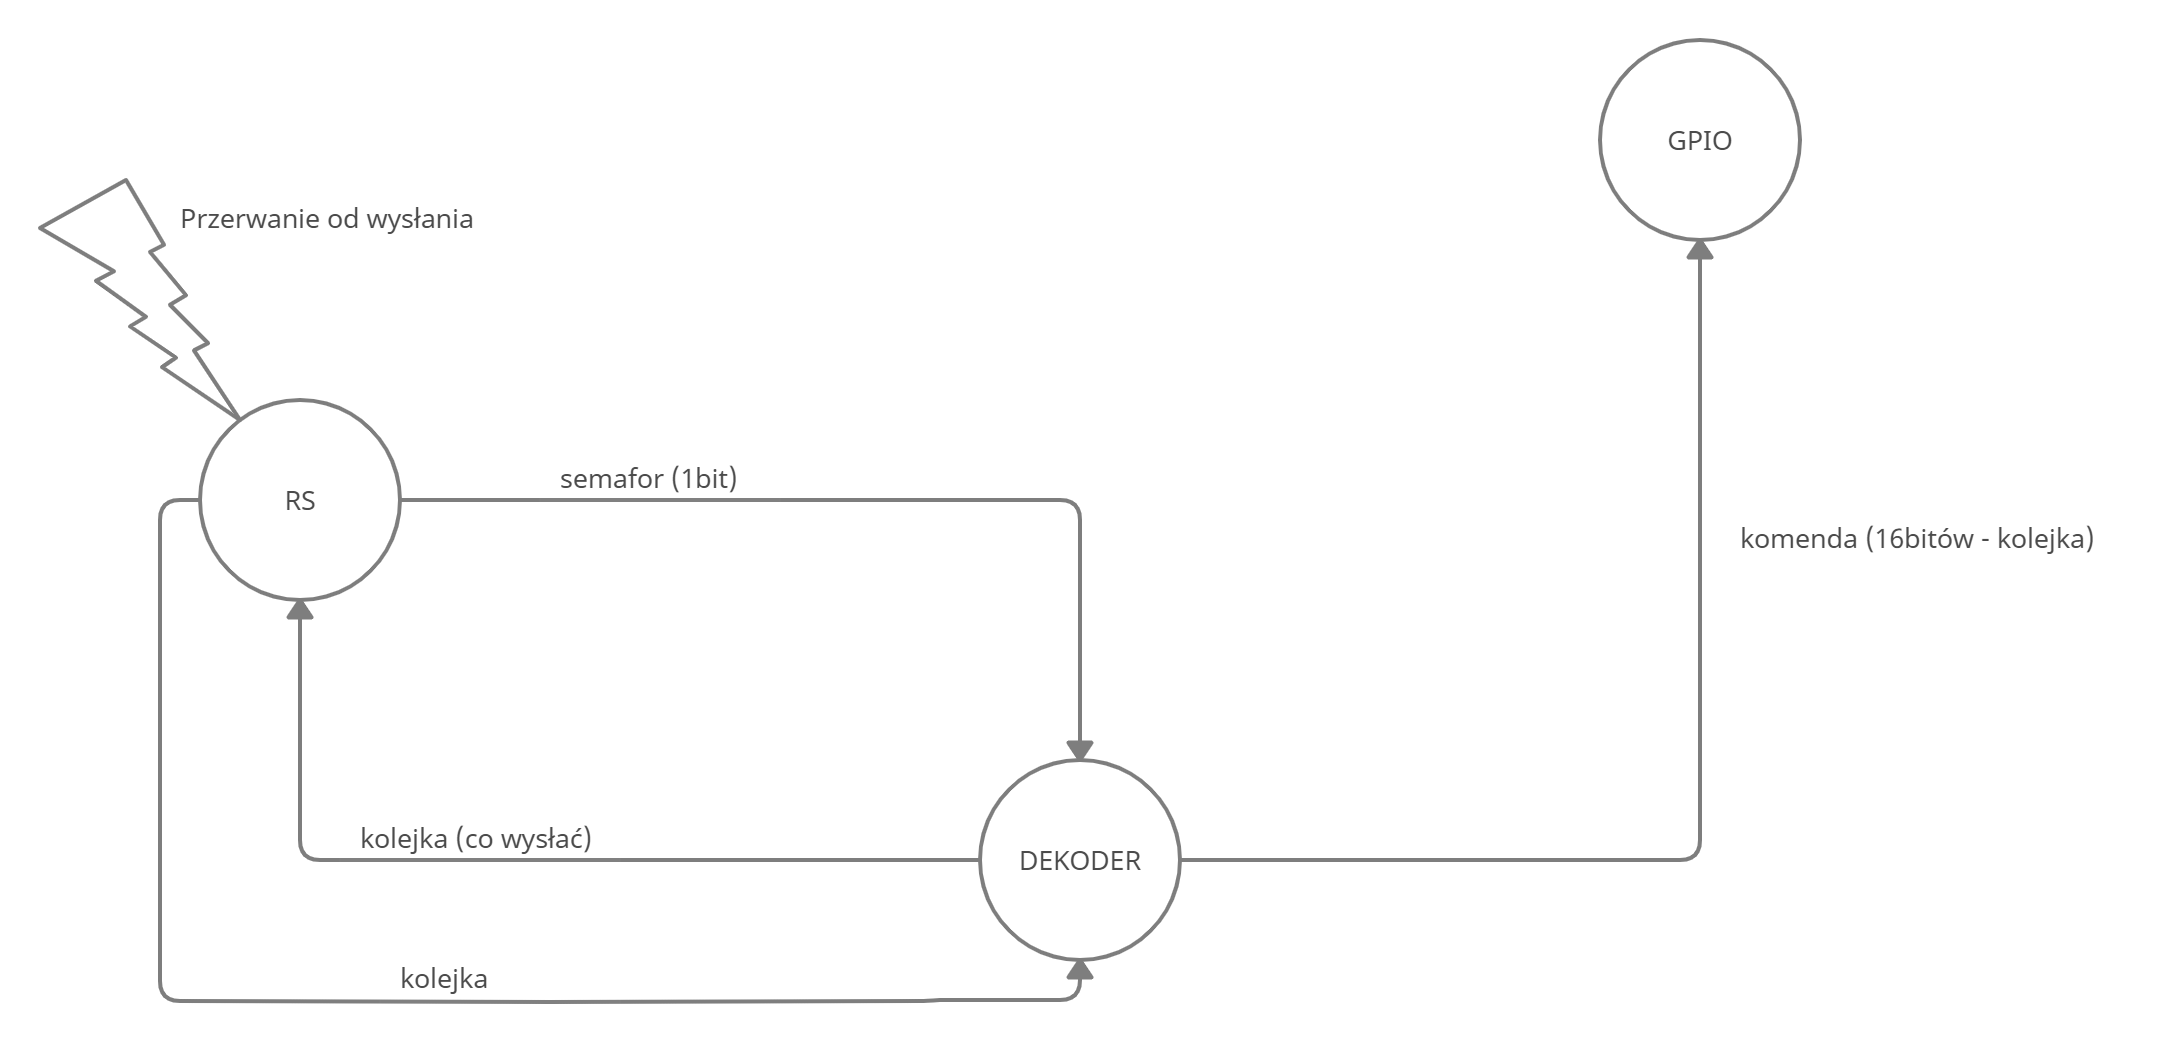 GPIO
Przerwanie od wysłania
semafor (1bit)
RS
komenda (16bitów - kolejka)
kolejka (co wysłać)
DEKODER
kolejka